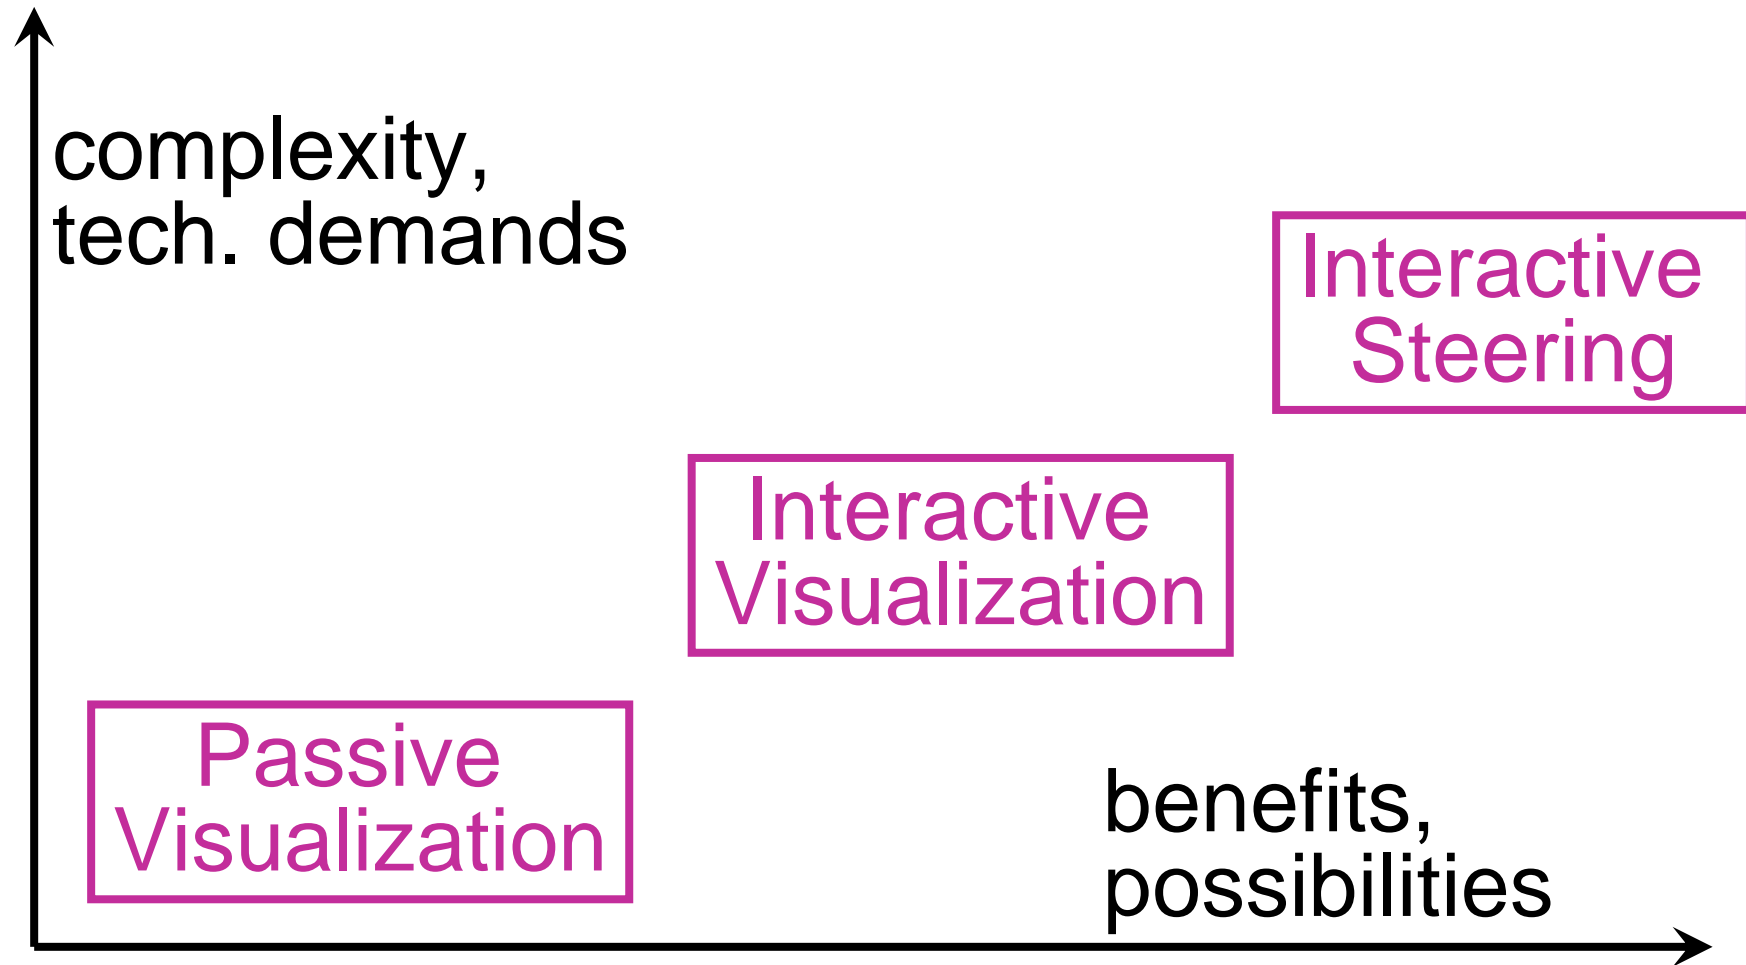 complexity,
tech. demands
Interactive
Steering
Interactive
Visualization
Passive
Visualization
benefits,
possibilities